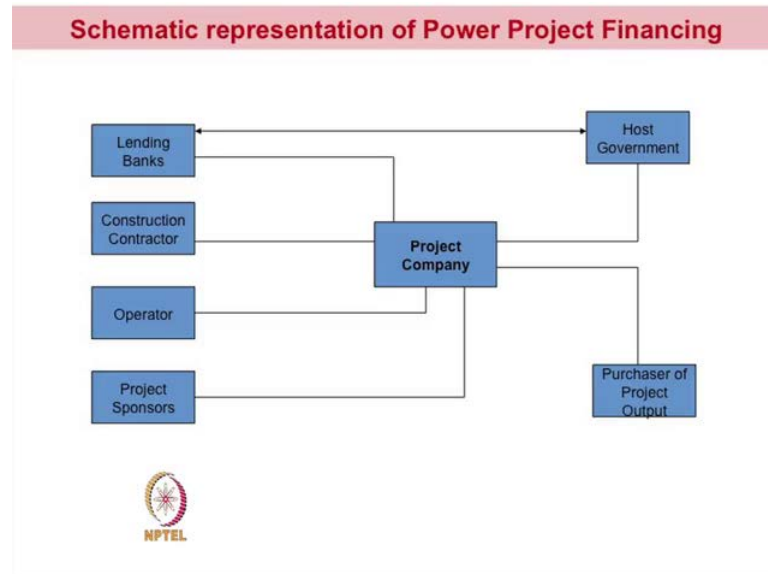 Schematic representation of Power Project Financing
Lending
Banks
Host
Government
Construction
Contractor
Project
Company
Operator
Project
Sponsors
Purchaser of
Project
Output
NPTEL